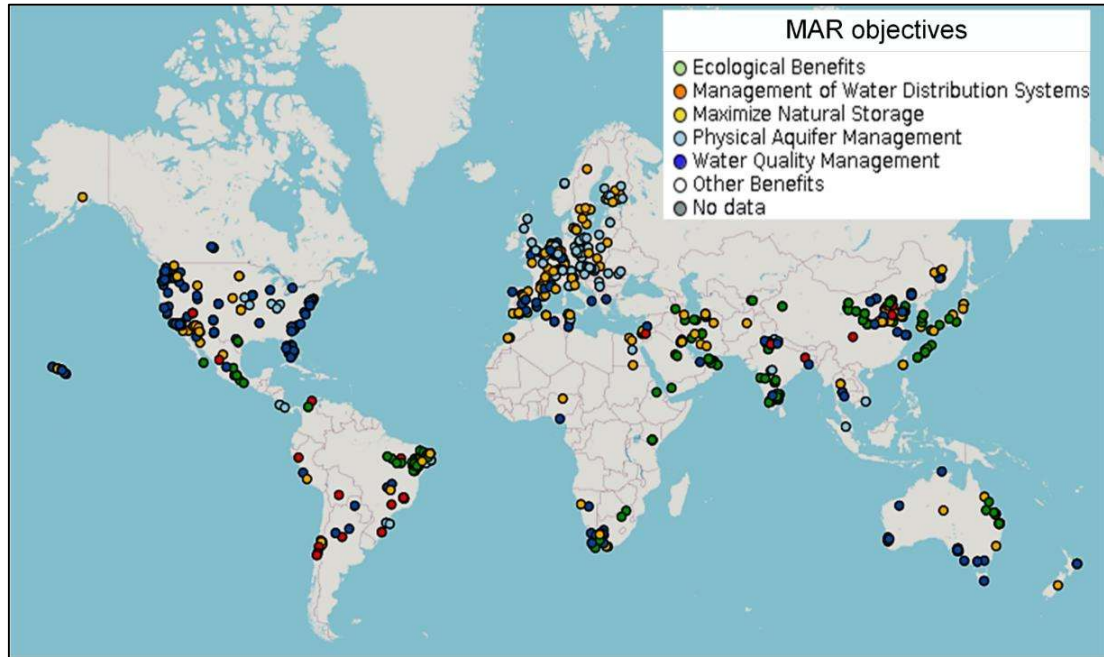 MAR objectives
Ecological Benefits
Management of Water Distribution Systems
Maximize Natural Storage
Physical Aquifer Management
Water Quality Management
Other Benefits
No data